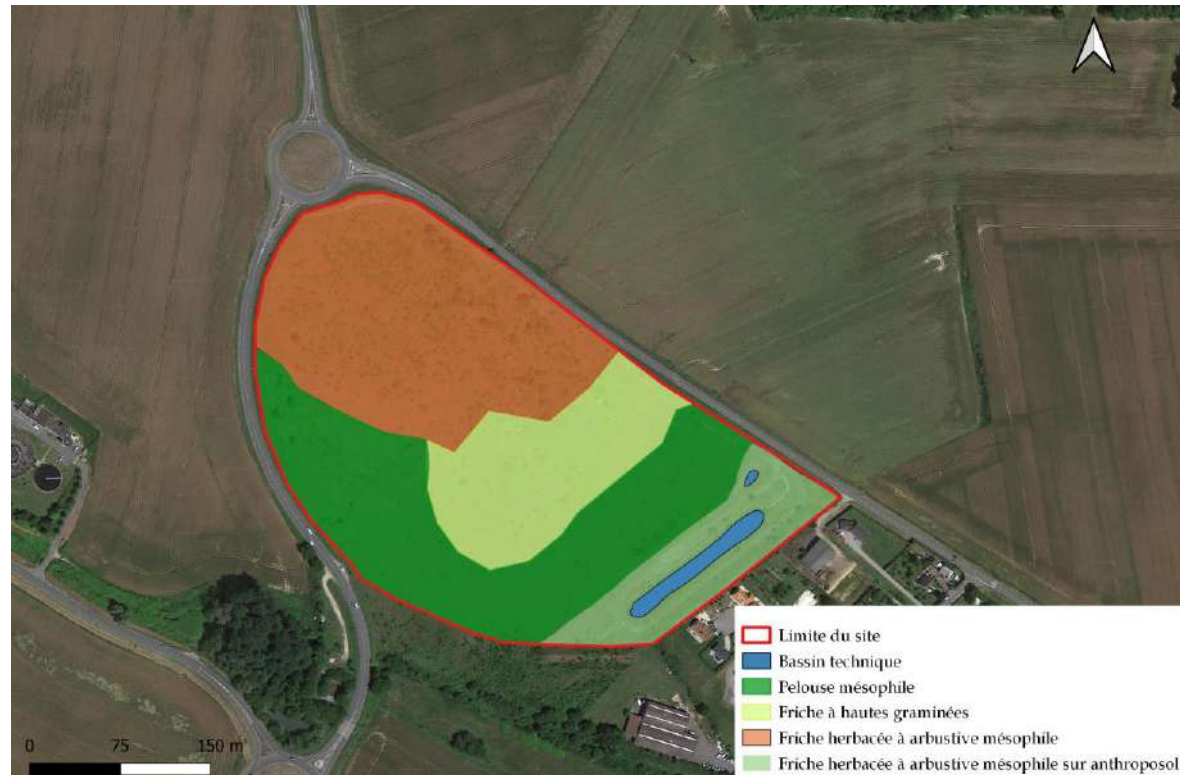 0 75 150 m
Limite du site
Bassin technique
Pelouse mésophile
Friche à hautes graminées
Friche herbacée à arbustive mésophile
Friche herbacée à arbustive mésophile sur anthroposol